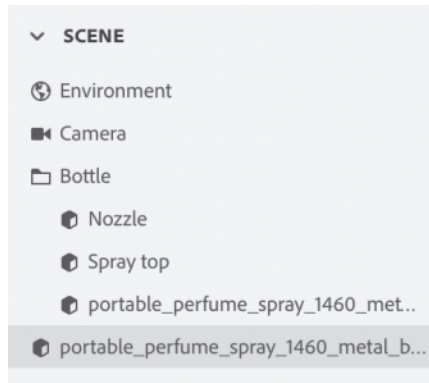 SCENE
Environment
Camera
Bottle
Nozzle
Spray top
portable_perfume_spray_1460_met...
portable_perfume_spray_1460_metal_b...